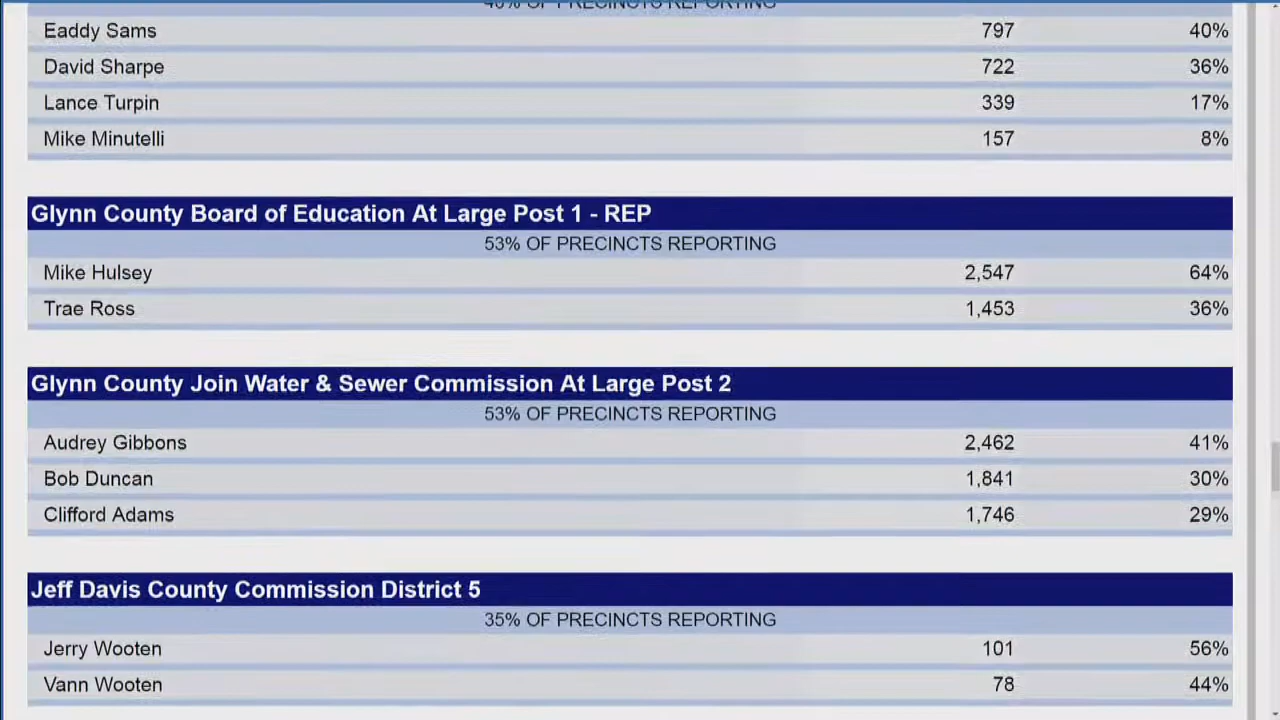 40% OF PRECINCTS REPORTING
Eaddy Sams 797 40%
David Sharpe 722 36%
Lance Turpin 339 17%
Mike Minutelli 157 8%
Glynn County Board of Education At Large Post 1 - REP
53% OF PRECINCTS REPORTING
Mike Hulsey 2,547 64%
Trae Ross 1,453 36%
Glynn County Join Water & Sewer Commission At Large Post 2
53% OF PRECINCTS REPORTING
Audrey Gibbons 2,462 41%
Bob Duncan 1,841 30%
Clifford Adams 1,746 29%
Jeff Davis County Commission District 5
35% OF PRECINCTS REPORTING
Jerry Wooten 101 56%
Vann Wooten 78 44%